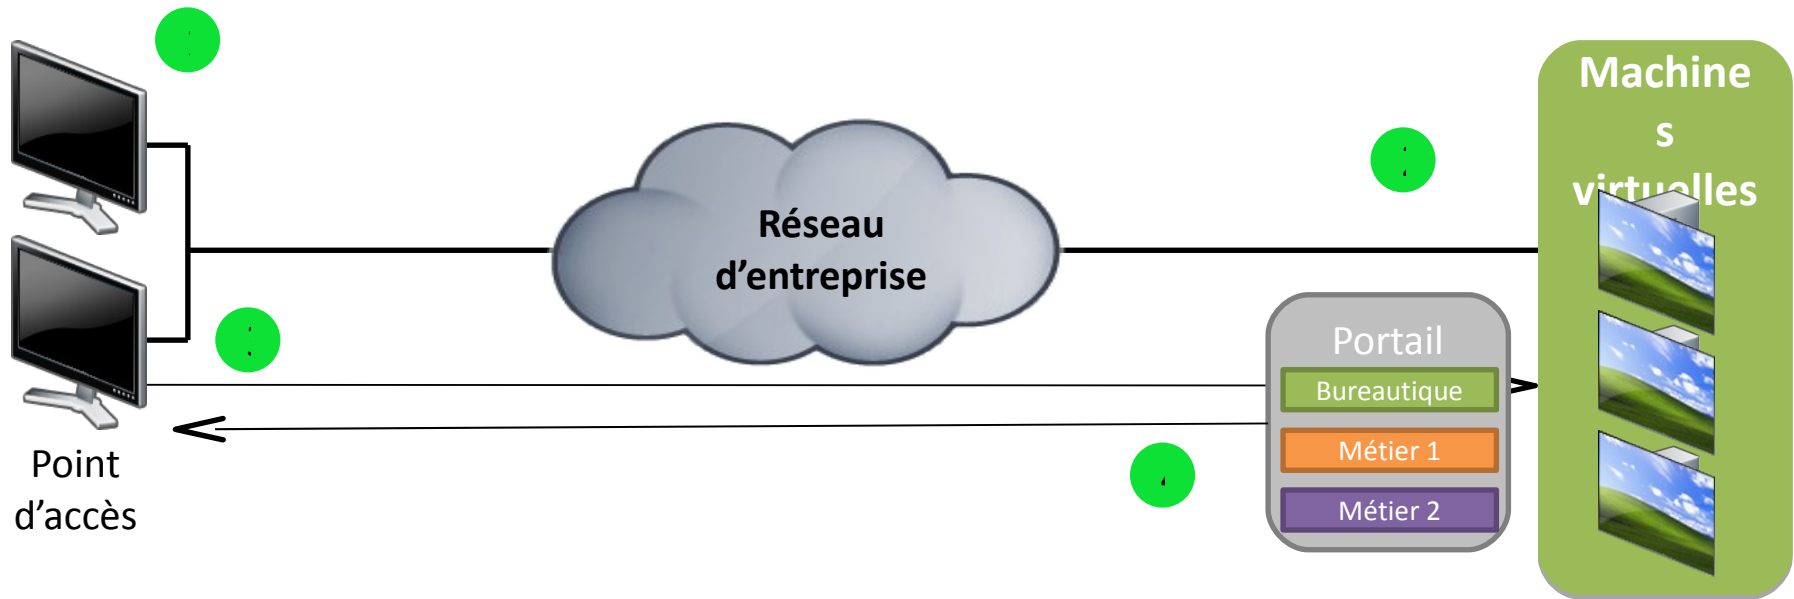 Machine
s
virtuelles
Réseau
d’entreprise
Portail
Bureautique
Métier 1
Métier 2
Point
d’accès